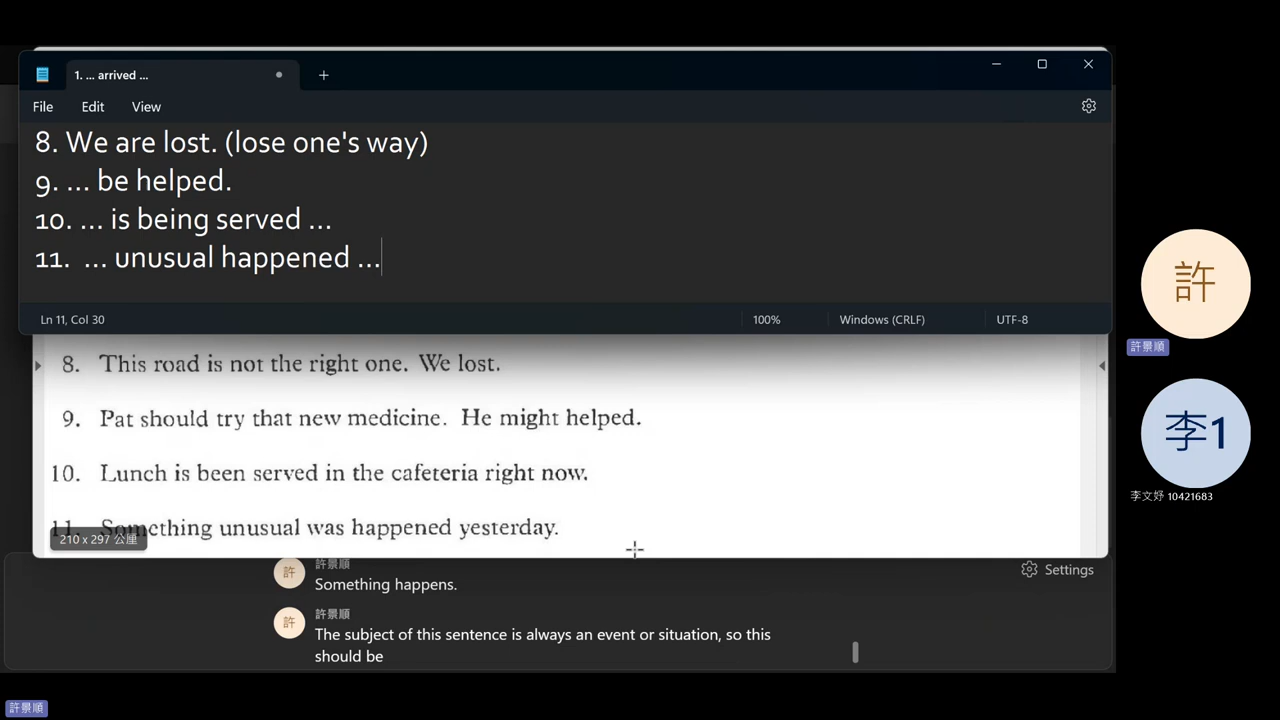 1. ... arrived ...
File Edit View
8. We are lost. (lose one's way)
9. ... be helped.
10. ... is being served ...
11. ... unusual happened ...
Ln 11, Col 30 100% Windows (CRLF) UTF-8
8. This road is not the right one. We lost.
9. Pat should try that new medicine. He might helped.
10. Lunch is been served in the cafeteria right now.
11. Something unusual was happened yesterday.
210 x 297 公厘
許 許景順
Something happens.
Settings
許 許景順
The subject of this sentence is always an event or situation, so this
should be
許
許景順
李1
李文妤 10421683
許景順